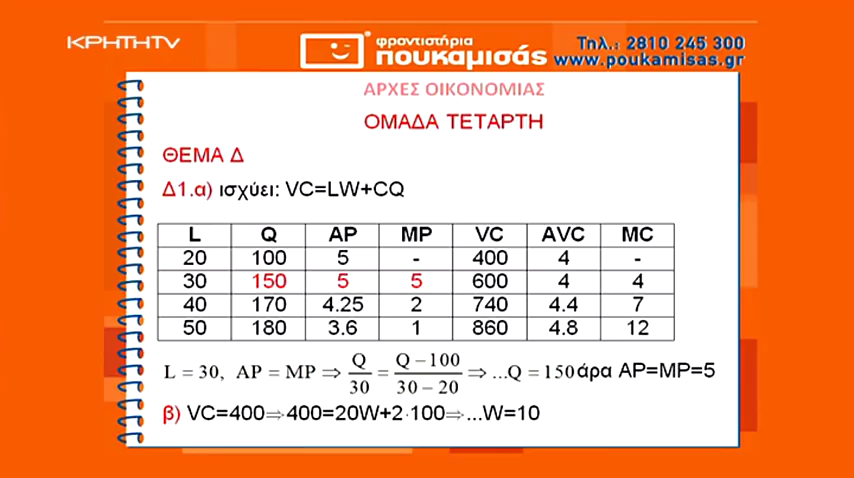 ΚΡΗΤΗTV
φροντιστήρια
πουκαμισάς
Τηλ.: 2810 245 300
www.poukamisas.gr
ΑΡΧΕΣ ΟΙΚΟΝΟΜΙΑΣ
ΟΜΑΔΑ ΤΕΤΑΡΤΗ
ΘΕΜΑ Δ
Δ1.α) ισχύει: VC=LW+CQ
L Q AP MP VC AVC MC
20 100 5 - 400 4 -
30 150 5 5 600 4 4
40 170 4.25 2 740 4.4 7
50 180 3.6 1 860 4.8 12
L = 30, AP = MP ⇒ Q/30 = Q – 100/30 – 20 ⇒ ...Q = 150 άρα AP=MP=5
β) VC=400⇒400=20W+2·100⇒...W=10